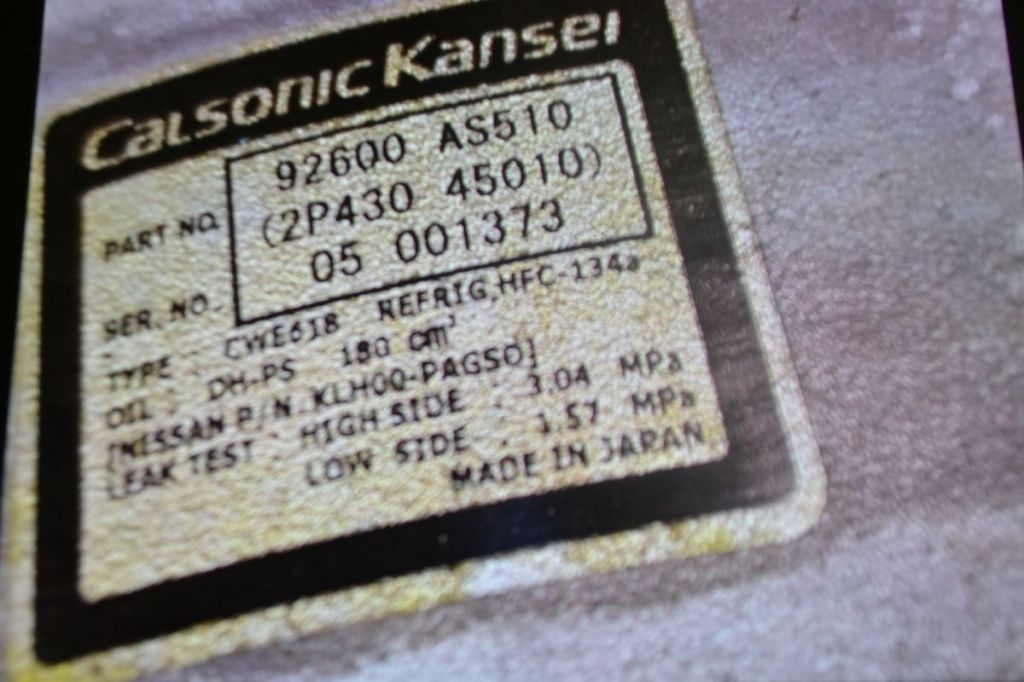 CALSONIC KANSEI
PART NO. 92600 AS510
(2P430 45010)
SER. NO. 05 001373
TYPE : CWE618 REFRIG,HFC-134a
OIL : DH-PS 180 cm³
[NISSAN P/N KLH00-PAGS0]
LEAK TEST : HIGH SIDE : 3.04 MPa
LOW SIDE : 1.57 MPa
MADE IN JAPAN